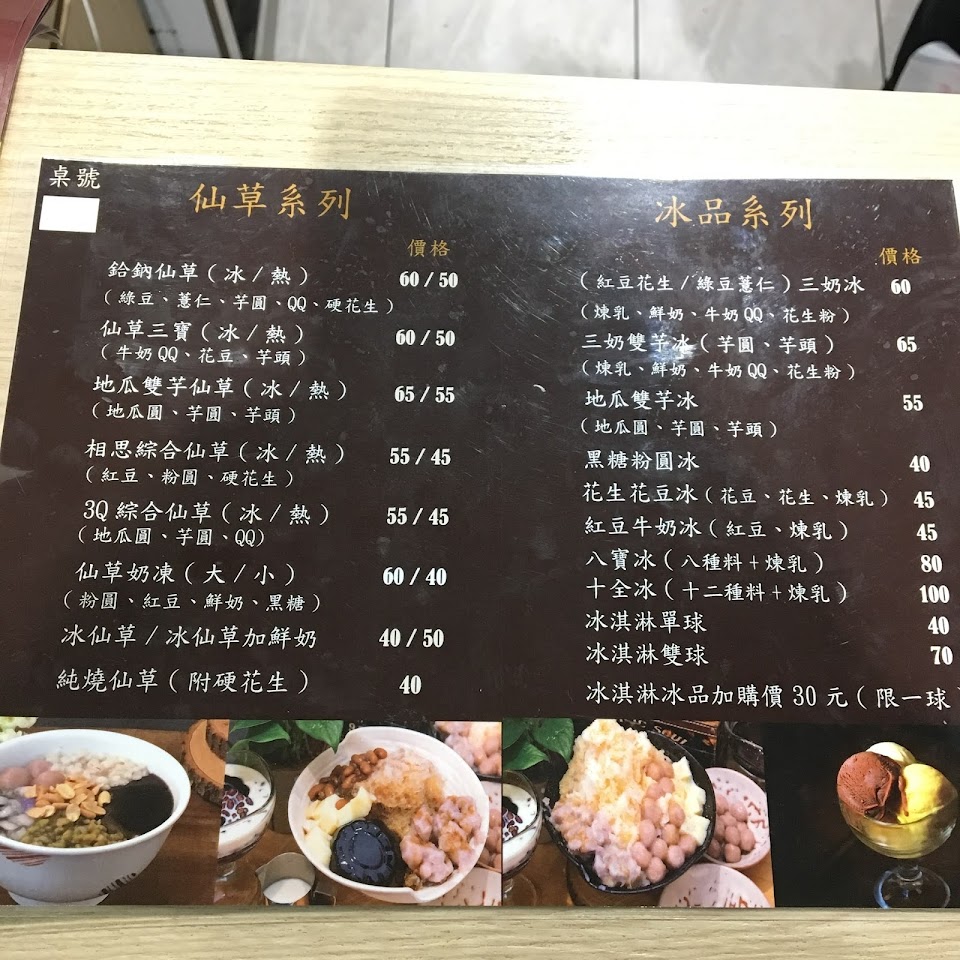 桌號
仙草系列
價格
鉿鈉仙草(冰/熱) 60/50
(綠豆、薏仁、芋圓、QQ、硬花生)
仙草三寶(冰/熱) 60/50
(牛奶QQ、花豆、芋頭)
地瓜雙芋仙草(冰/熱) 65/55
(地瓜圓、芋圓、芋頭)
相思綜合仙草(冰/熱) 55/45
(紅豆、粉圓、硬花生)
3Q綜合仙草(冰/熱) 55/45
(地瓜圓、芋圓、QQ)
仙草奶凍(大/小) 60/40
(粉圓、紅豆、鮮奶、黑糖)
冰仙草/冰仙草加鮮奶 40/50
純燒仙草(附硬花生) 40
冰品系列
價格
(紅豆花生/綠豆薏仁)三奶冰 60
(煉乳、鮮奶、牛奶QQ、花生粉)
三奶雙芋冰(芋圓、芋頭) 65
(煉乳、鮮奶、牛奶QQ、花生粉)
地瓜雙芋冰 55
(地瓜圓、芋圓、芋頭)
黑糖粉圓冰 40
花生花豆冰(花豆、花生、煉乳) 45
紅豆牛奶冰(紅豆、煉乳) 45
八寶冰(八種料+煉乳) 80
十全冰(十二種料+煉乳) 100
冰淇淋單球 40
冰淇淋雙球 70
冰淇淋冰品加購價30元(限一球)